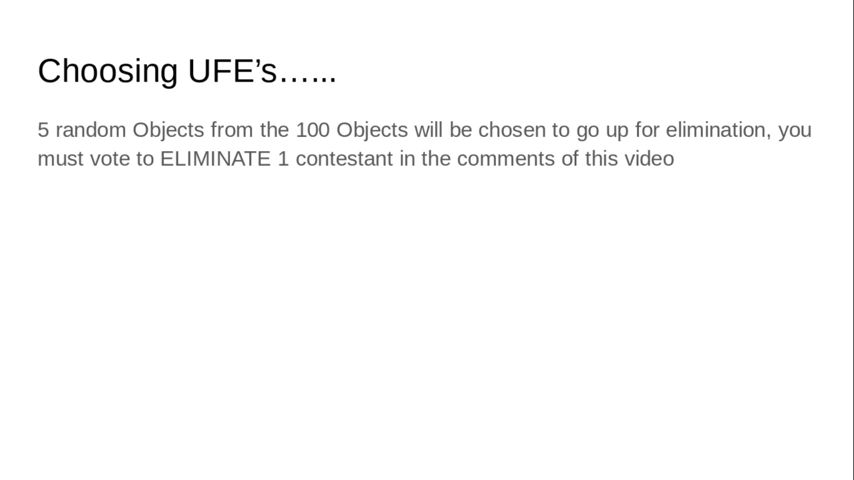 Choosing UFE’s…...
5 random Objects from the 100 Objects will be chosen to go up for elimination, you
must vote to ELIMINATE 1 contestant in the comments of this video